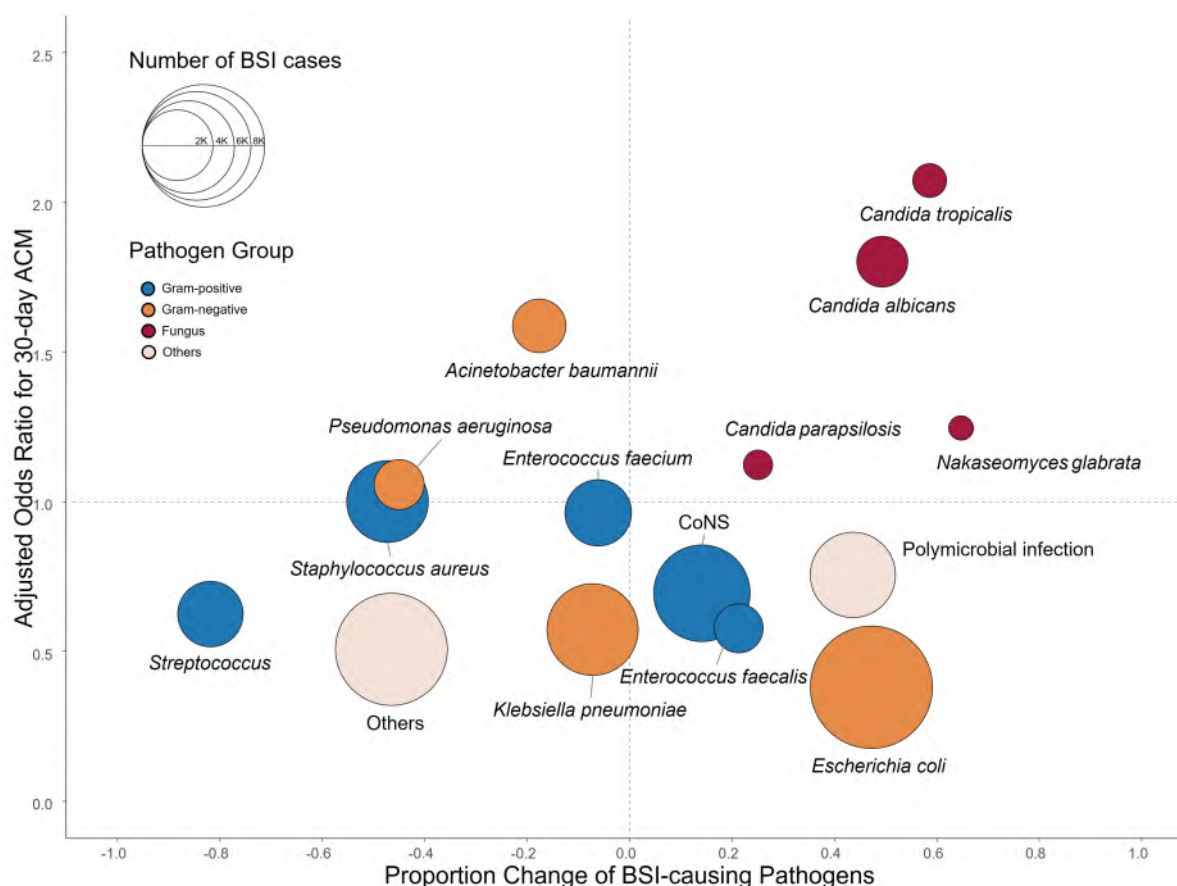 Number of BSI cases
2K 4K 6K 8K
Pathogen Group
Gram-positive
Gram-negative
Fungus
Others
Adjusted Odds Ratio for 30-day ACM
2.5
2.0
1.5
1.0
0.5
0.0
Candida tropicalis
Candida albicans
Acinetobacter baumannii
Pseudomonas aeruginosa
Enterococcus faecium
Candida parapsilosis
Nakaseomyces glabrata
CoNS
Polymicrobial infection
Staphylococcus aureus
Streptococcus
Others
Klebsiella pneumoniae
Enterococcus faecalis
Escherichia coli
-1.0 -0.8 -0.6 -0.4 -0.2 0.0 0.2 0.4 0.6 0.8 1.0
Proportion Change of BSI-causing Pathogens